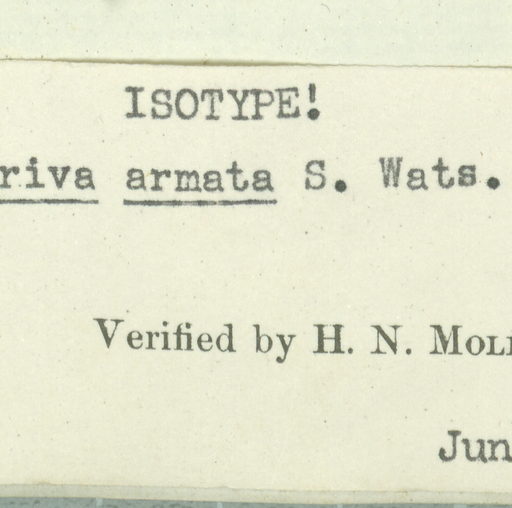 ISOTYPE!
riva armata S. Wats.
Verified by H. N. MOL
Jun